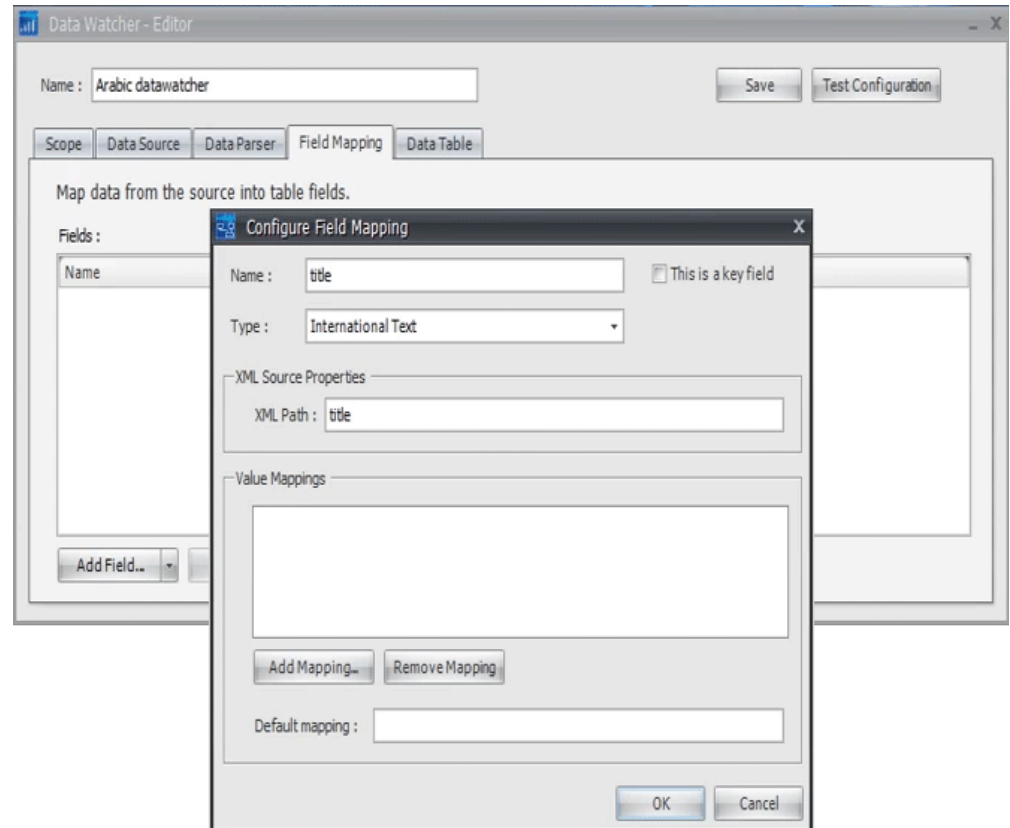 Data Watcher - Editor
Name : Arabic datawatcher
Save
Test Configuration
Scope
Data Source
Data Parser
Field Mapping
Data Table
Map data from the source into table fields.
Fields :
Name
Add Field...
Configure Field Mapping
Name : title
This is a key field
Type : International Text
XML Source Properties
XML Path : title
Value Mappings
Add Mapping...
Remove Mapping
Default mapping :
OK
Cancel